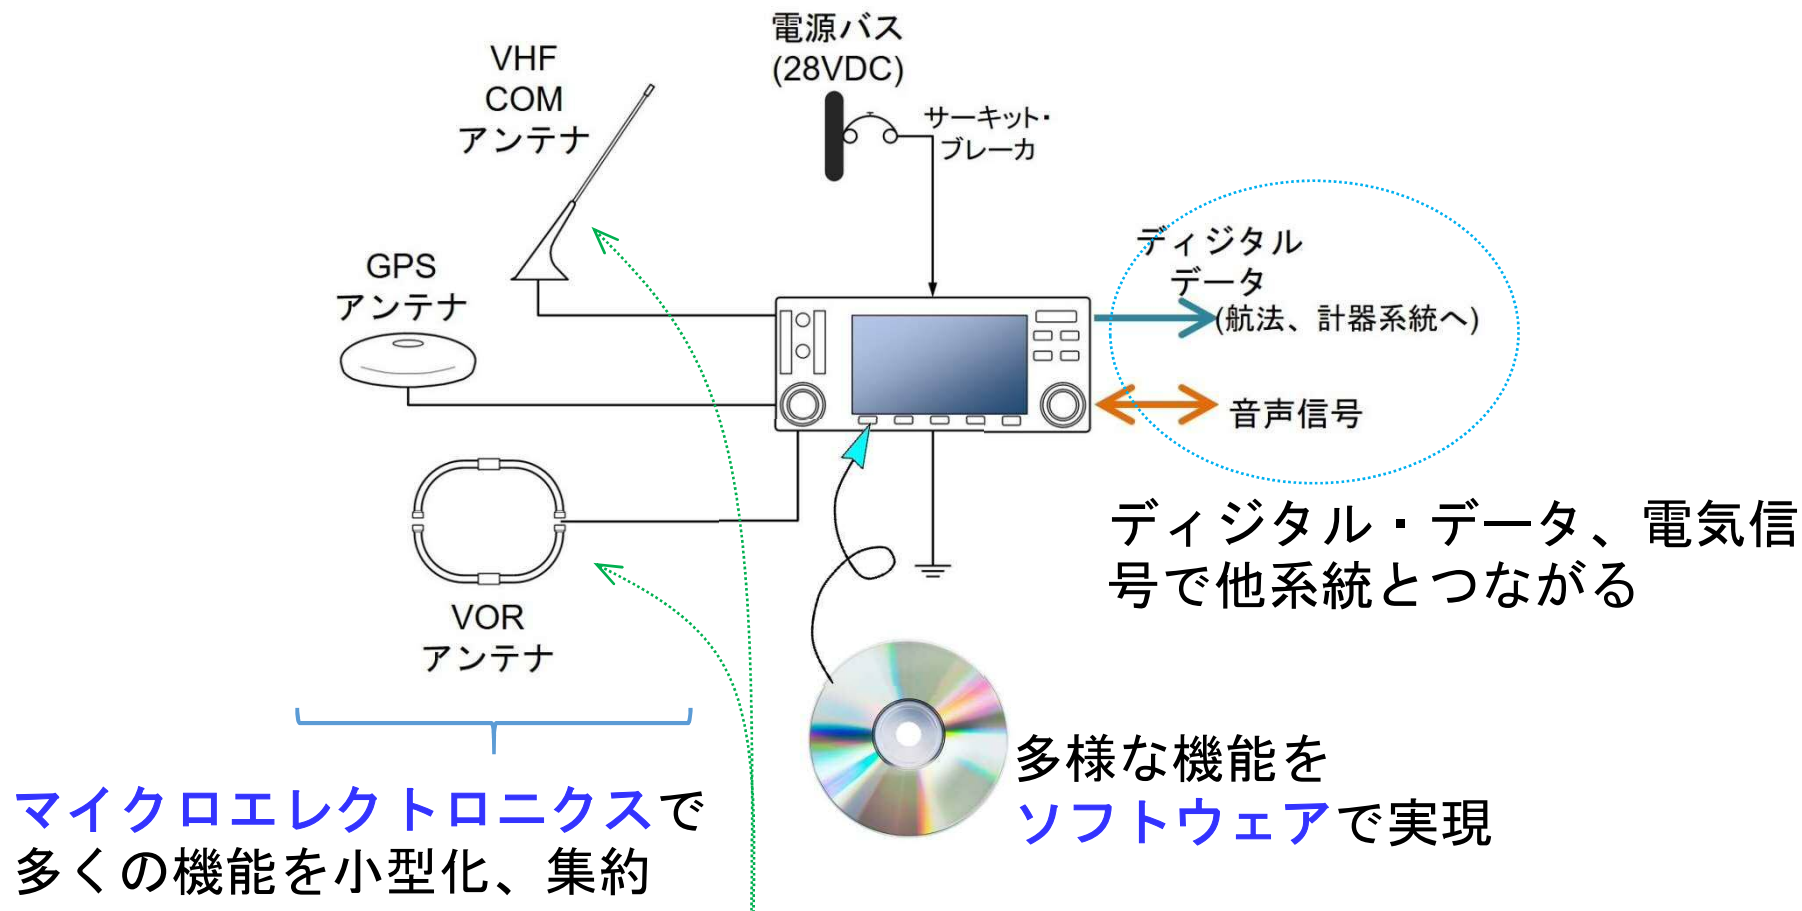 電源バス
(28VDC)
VHF
COM
アンテナ
サーキット・
ブレーカ
GPS
アンテナ
ディジタル
データ
(航法、計器系統へ)
音声信号
ディジタル・データ、電気信
号で他系統とつながる
VOR
アンテナ
多様な機能を
ソフトウェアで実現
マイクロエレクトロニクスで
多くの機能を小型化、集約